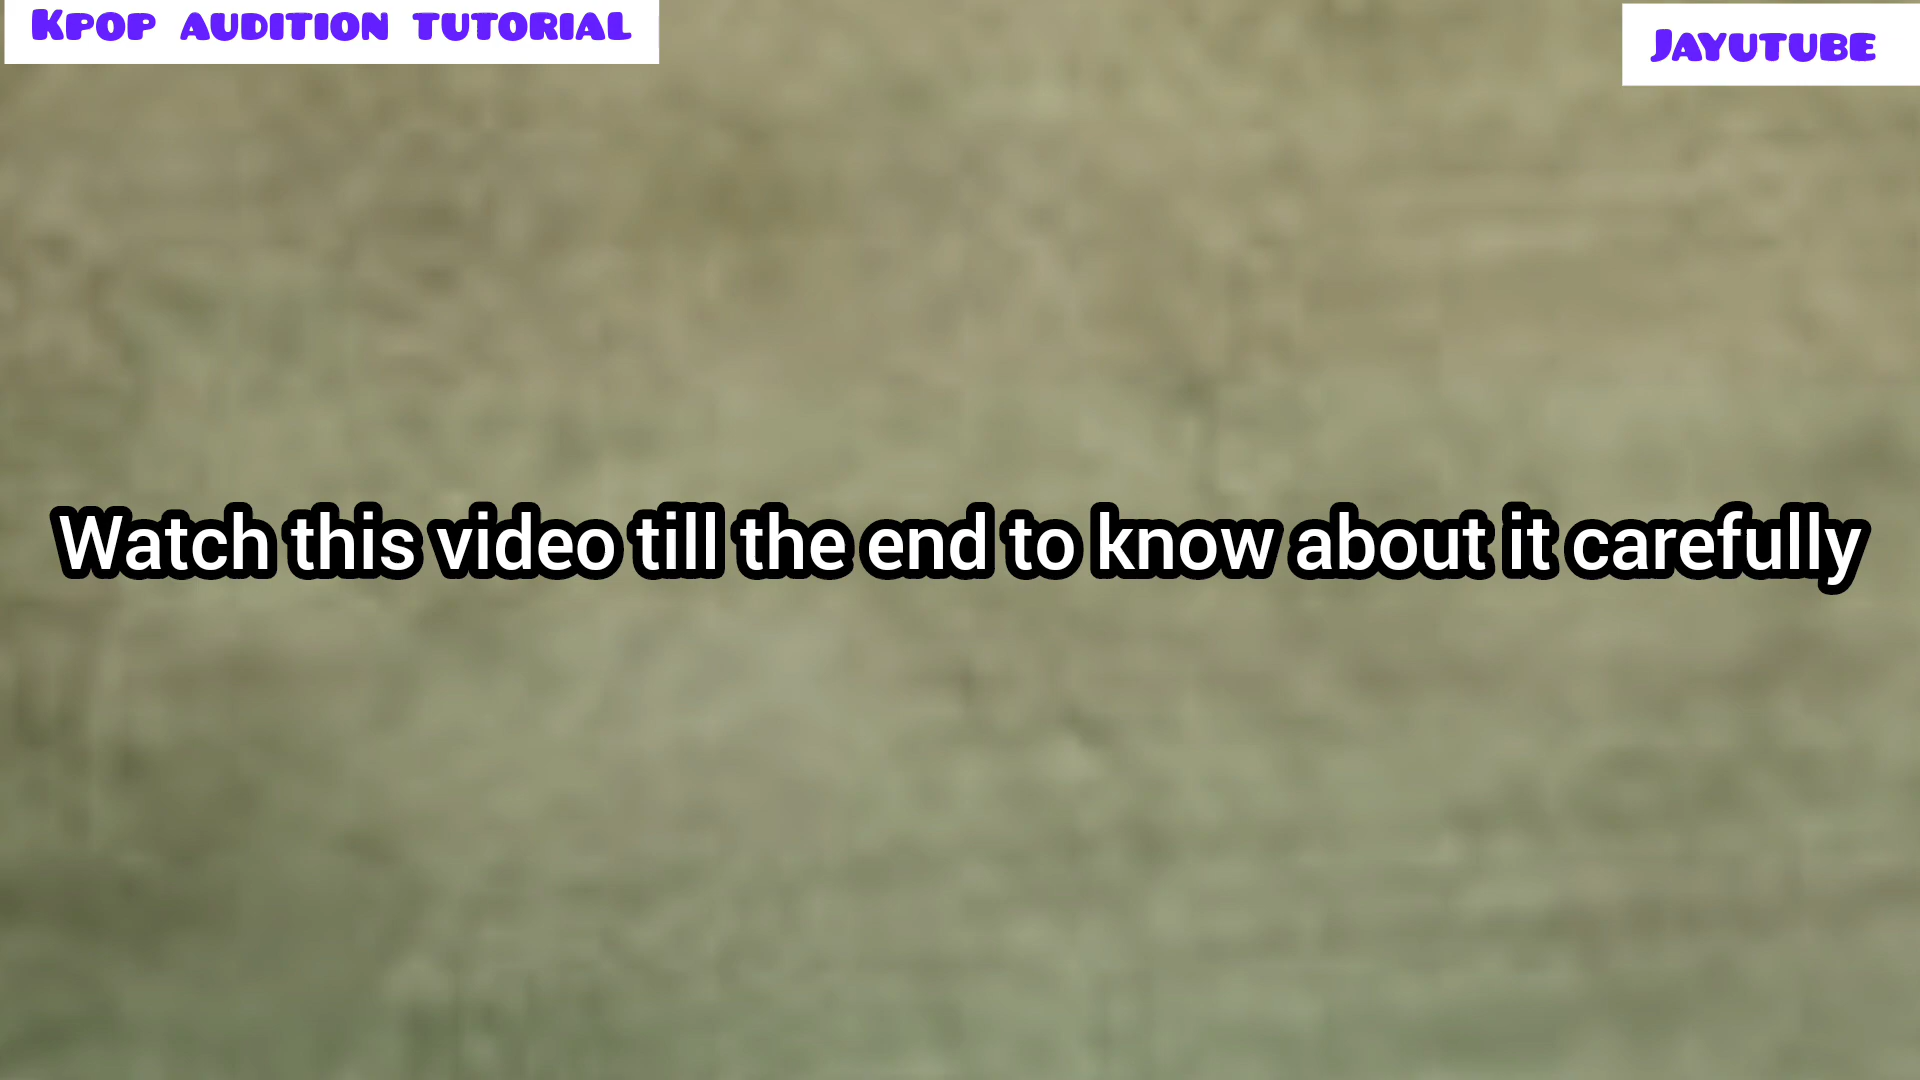 Kpop audition tutorial
Jayutube
Watch this video till the end to know about it carefully